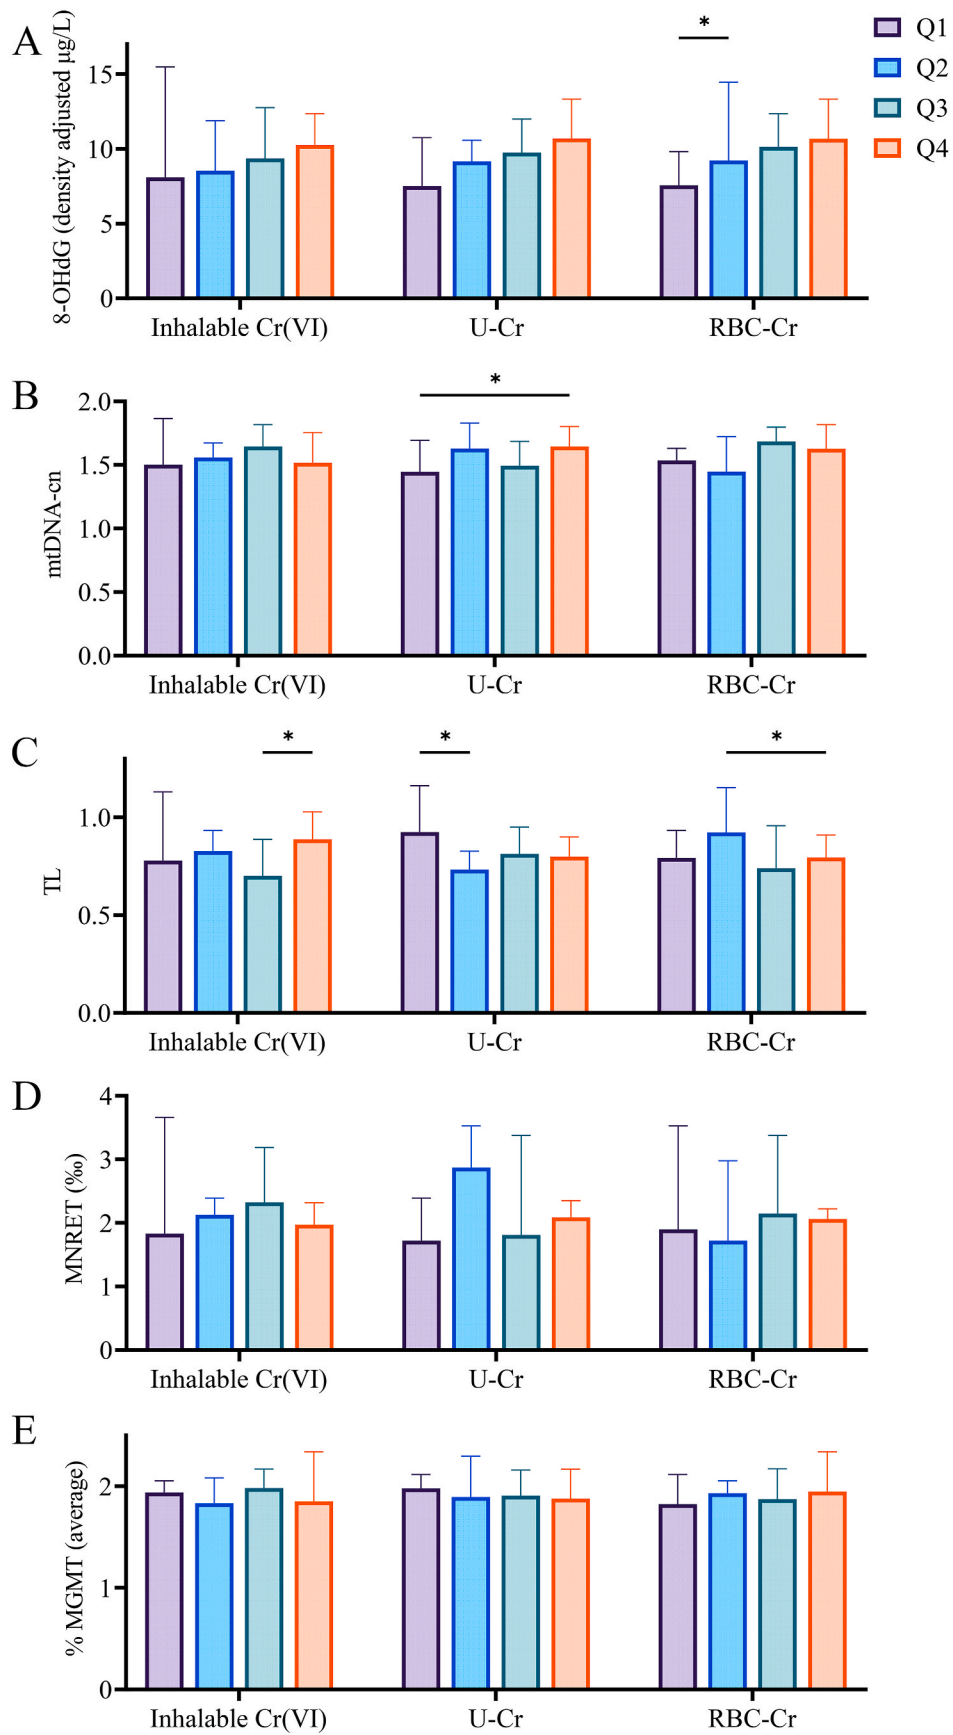 A
8-OHdG (density adjusted µg/L)
15
10
5
0
*
Inhalable Cr(VI)
U-Cr
RBC-Cr
Q1
Q2
Q3
Q4
B
mtDNA-cn
2.0
1.5
1.0
0.5
0.0
*
Inhalable Cr(VI)
U-Cr
RBC-Cr
C
TL
1.0
0.5
0.0
*
*
*
Inhalable Cr(VI)
U-Cr
RBC-Cr
D
MNRET (‰)
4
3
2
1
0
Inhalable Cr(VI)
U-Cr
RBC-Cr
E
% MGMT (average)
2
1
0
Inhalable Cr(VI)
U-Cr
RBC-Cr